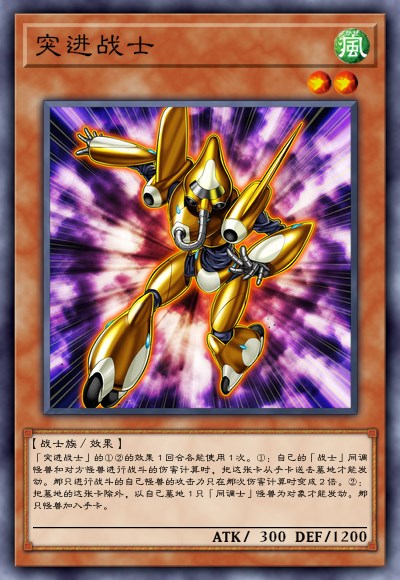 突进战士
風
【战士族／效果】
「突进战士」的①②的效果1回合各能使用1次。①：自己的「战士」同调
怪兽和对方怪兽进行战斗的伤害计算时，把这张卡从手卡送去墓地才能发
动。那只进行战斗的自己怪兽的攻击力只在那次伤害计算时变成2倍。②：
把墓地的这张卡除外，以自己墓地1只「同调士」怪兽为对象才能发动。那
只怪兽加入手卡。
ATK/ 300 DEF/1200